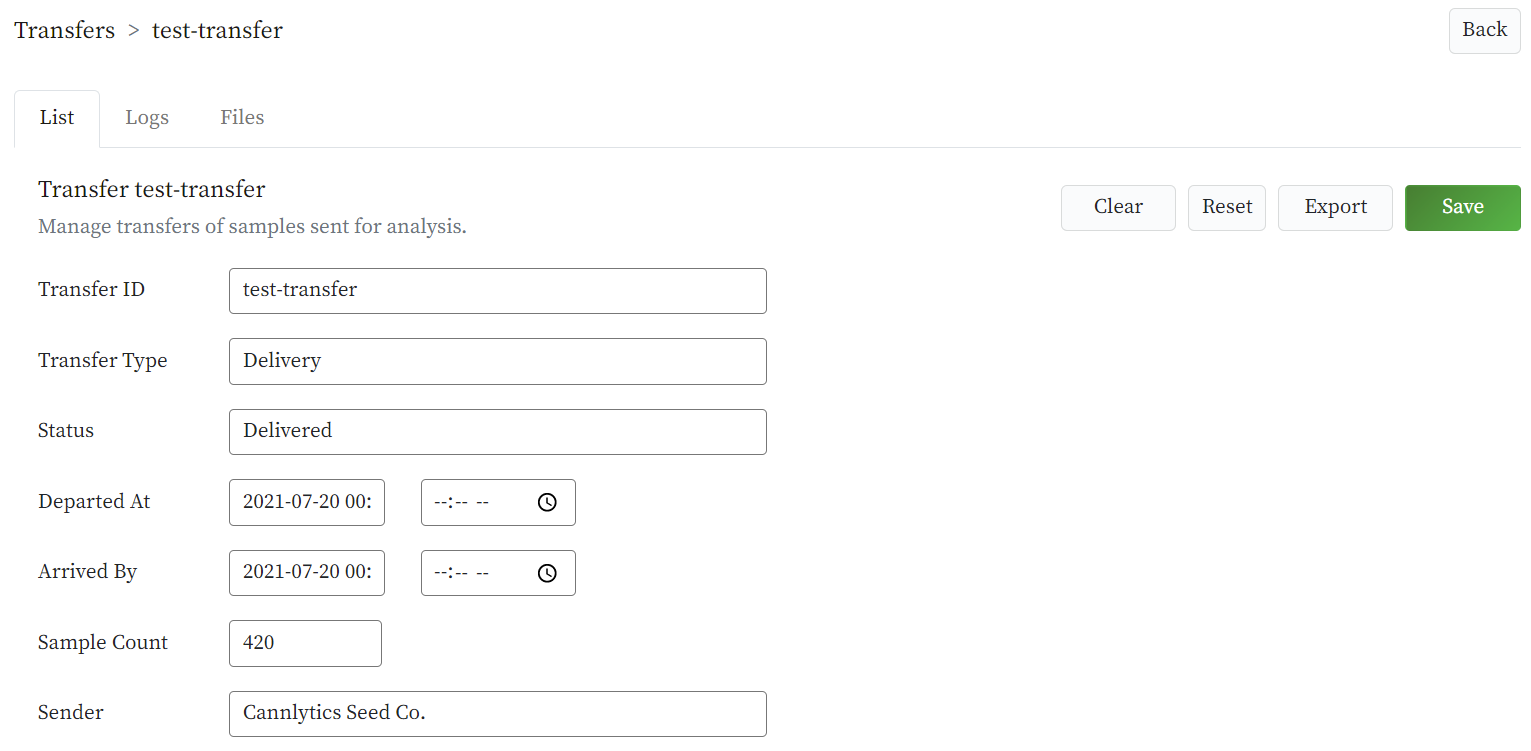 Transfers > test-transfer
Back
List Logs Files
Transfer test-transfer
Manage transfers of samples sent for analysis.
Clear Reset Export Save
Transfer ID test-transfer
Transfer Type Delivery
Status Delivered
Departed At 2021-07-20 00: --:-- --
Arrived By 2021-07-20 00: --:-- --
Sample Count 420
Sender Cannlytics Seed Co.